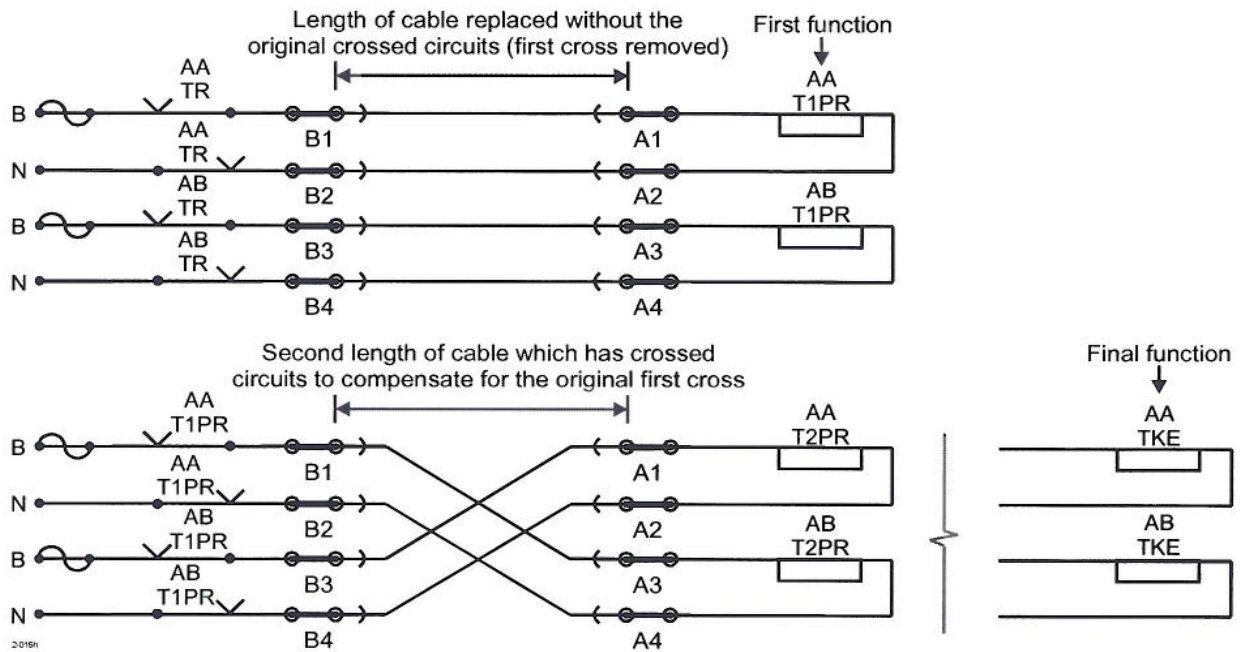 Length of cable replaced without the
original crossed circuits (first cross removed)
First function
AA
TR
AA
T1PR
B
B1
A1
AA
TR
N
B2
A2
AB
TR
AB
T1PR
B
B3
A3
AB
TR
N
B4
A4
Second length of cable which has crossed
circuits to compensate for the original first cross
Final function
AA
T1PR
AA
T2PR
AA
TKE
B
B1
A1
AA
T1PR
N
B2
A2
AB
T1PR
AB
T2PR
AB
TKE
B
B3
A3
AB
T1PR
N
B4
A4
2-016h